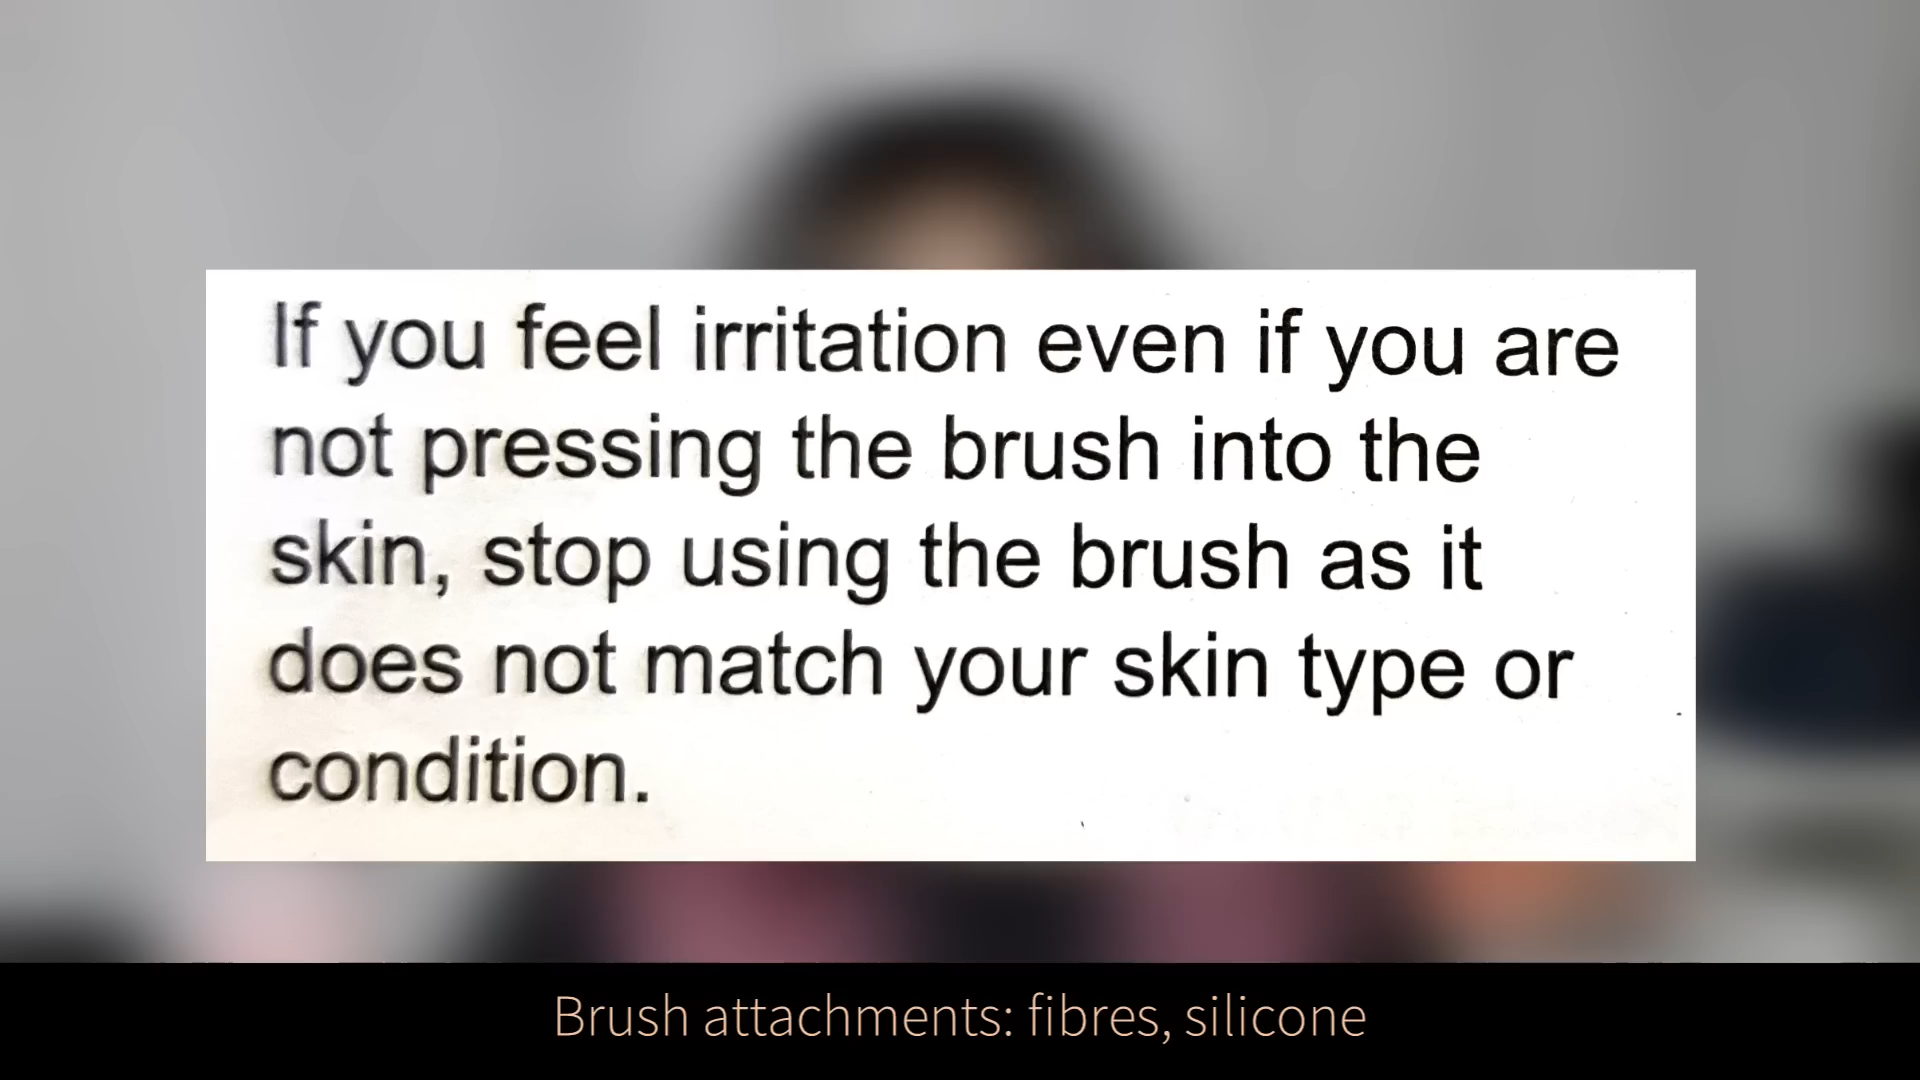 If you feel irritation even if you are
not pressing the brush into the
skin, stop using the brush as it
does not match your skin type or
condition.
Brush attachments: fibres, silicone